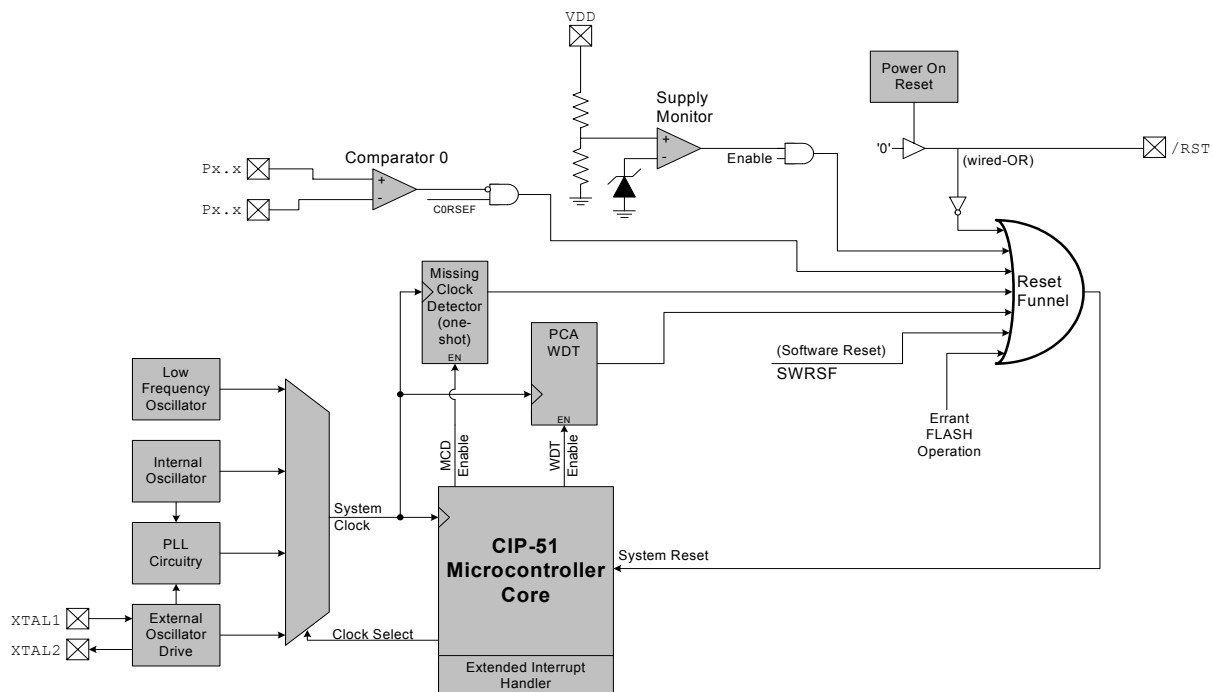 VDD
Power On
Reset
Supply
Monitor
+
-
Enable
'0'
(wired-OR)
/RST
Comparator 0
Px.x
Px.x
+
-
C0RSEF
Reset
Funnel
Missing
Clock
Detector
(one-
shot)
EN
PCA
WDT
EN
(Software Reset)
SWRSF
Errant
FLASH
Operation
Low
Frequency
Oscillator
Internal
Oscillator
PLL
Circuitry
External
Oscillator
Drive
XTAL1
XTAL2
System
Clock
MCD
Enable
WDT
Enable
CIP-51
Microcontroller
Core
System Reset
Clock Select
Extended Interrupt
Handler